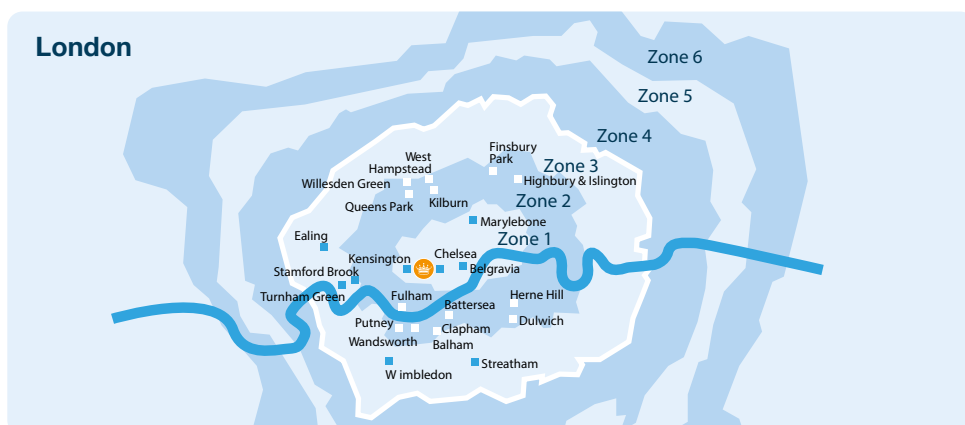 London
Zone 6
Zone 5
Zone 4
Finsbury
Park
West
Hampstead
Zone 3
Willesden Green
Highbury & Islington
Queens Park
Kilburn
Zone 2
Marylebone
Ealing
Zone 1
Kensington
Chelsea
Stamford Brook
Belgravia
Turnham Green
Fulham
Herne Hill
Battersea
Putney
Dulwich
Clapham
Wandsworth
Balham
Streatham
W imbledon